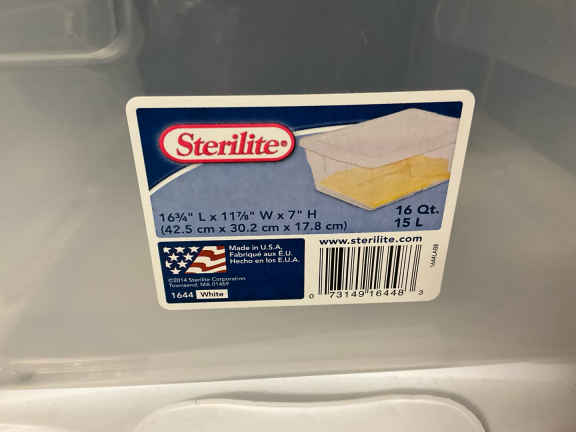 Sterilite®
16¾" L x 11⅞" W x 7" H
(42.5 cm x 30.2 cm x 17.8 cm)
16 Qt.
15 L
www.sterilite.com
Made in U.S.A.
Fabriqué aux É.U.
Hecho en los E.U.A.
©2014 Sterilite Corporation
Townsend, MA 01469
1644 White
0 73149 16448 3